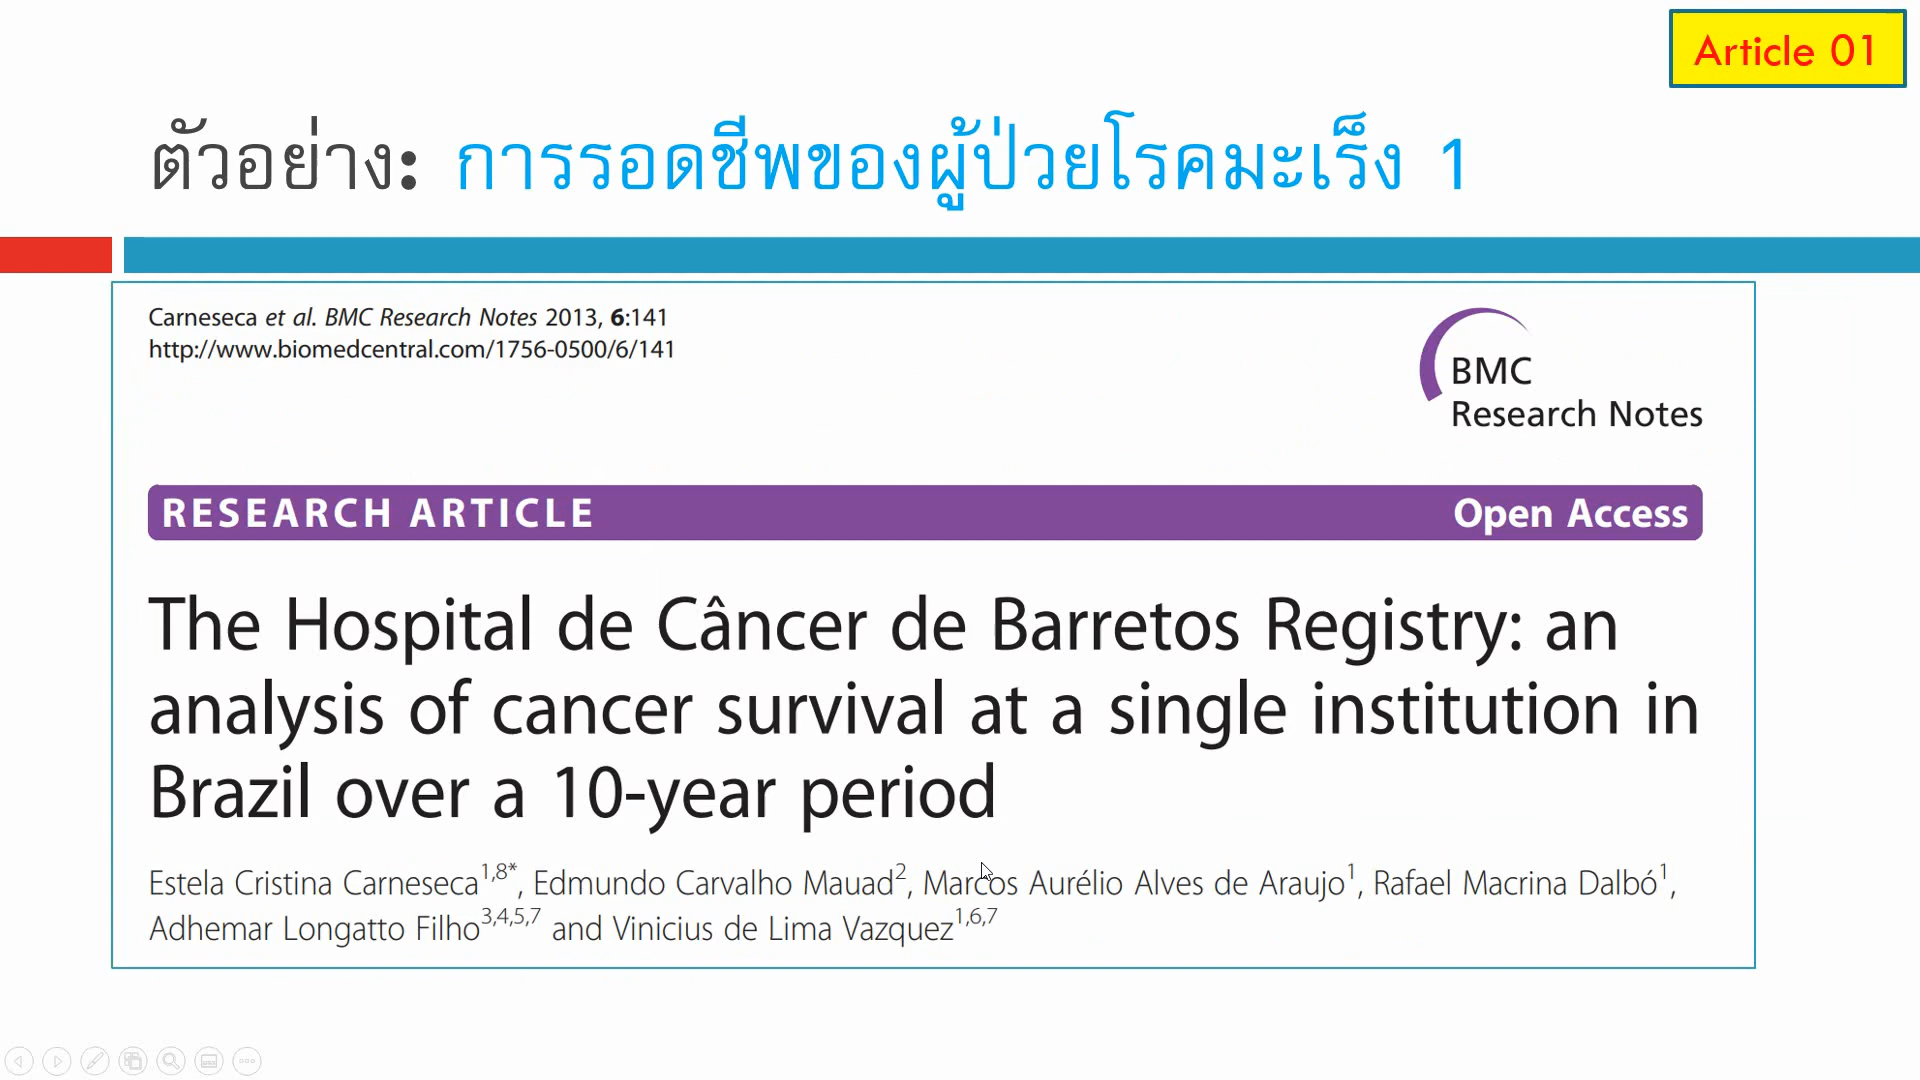 Article 01
ตัวอย่าง: การรอดชีพของผู้ป่วยโรคมะเร็ง 1
Carneseca et al. BMC Research Notes 2013, 6:141
http://www.biomedcentral.com/1756-0500/6/141
BMC
Research Notes
RESEARCH ARTICLE
Open Access
The Hospital de Câncer de Barretos Registry: an
analysis of cancer survival at a single institution in
Brazil over a 10-year period
Estela Cristina Carneseca1,8*, Edmundo Carvalho Mauad2, Marcos Aurélio Alves de Araujo1, Rafael Macrina Dalbó1,
Adhemar Longatto Filho3,4,5,7 and Vinicius de Lima Vazquez1,6,7